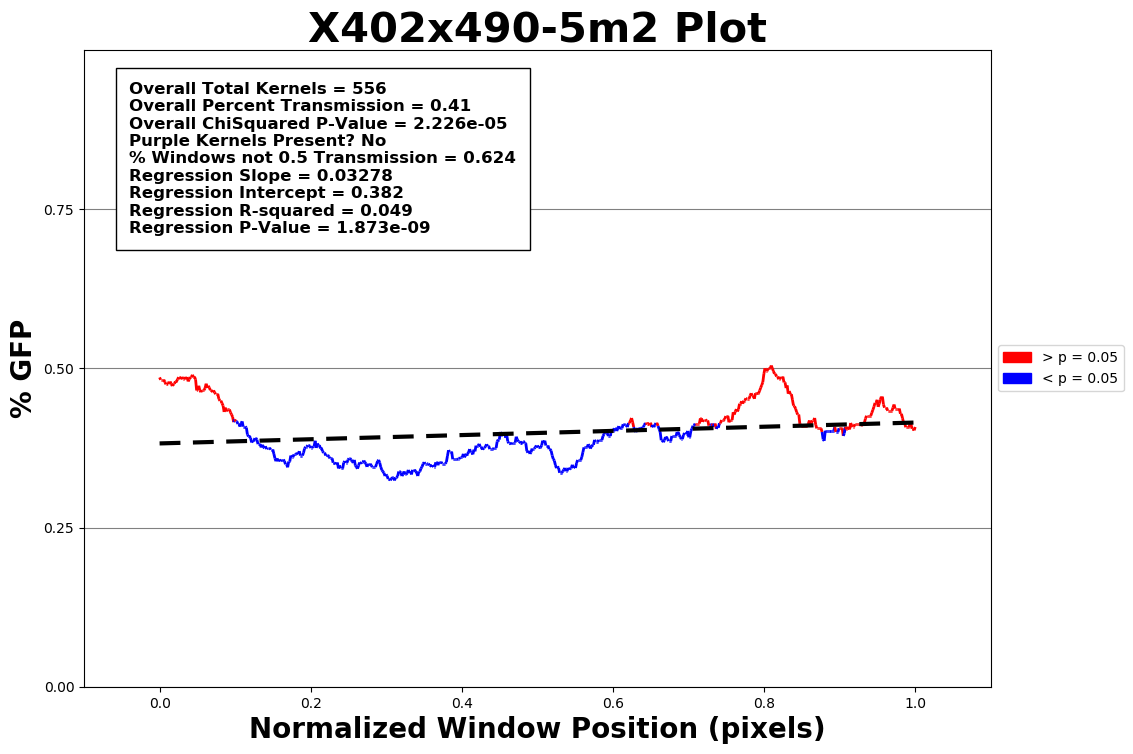 X402x490-5m2 Plot
Overall Total Kernels = 556
Overall Percent Transmission = 0.41
Overall ChiSquared P-Value = 2.226e-05
Purple Kernels Present? No
% Windows not 0.5 Transmission = 0.624
Regression Slope = 0.03278
Regression Intercept = 0.382
Regression R-squared = 0.049
Regression P-Value = 1.873e-09
0.75
0.50
0.25
0.00
% GFP
> p = 0.05
< p = 0.05
0.0 0.2 0.4 0.6 0.8 1.0
Normalized Window Position (pixels)